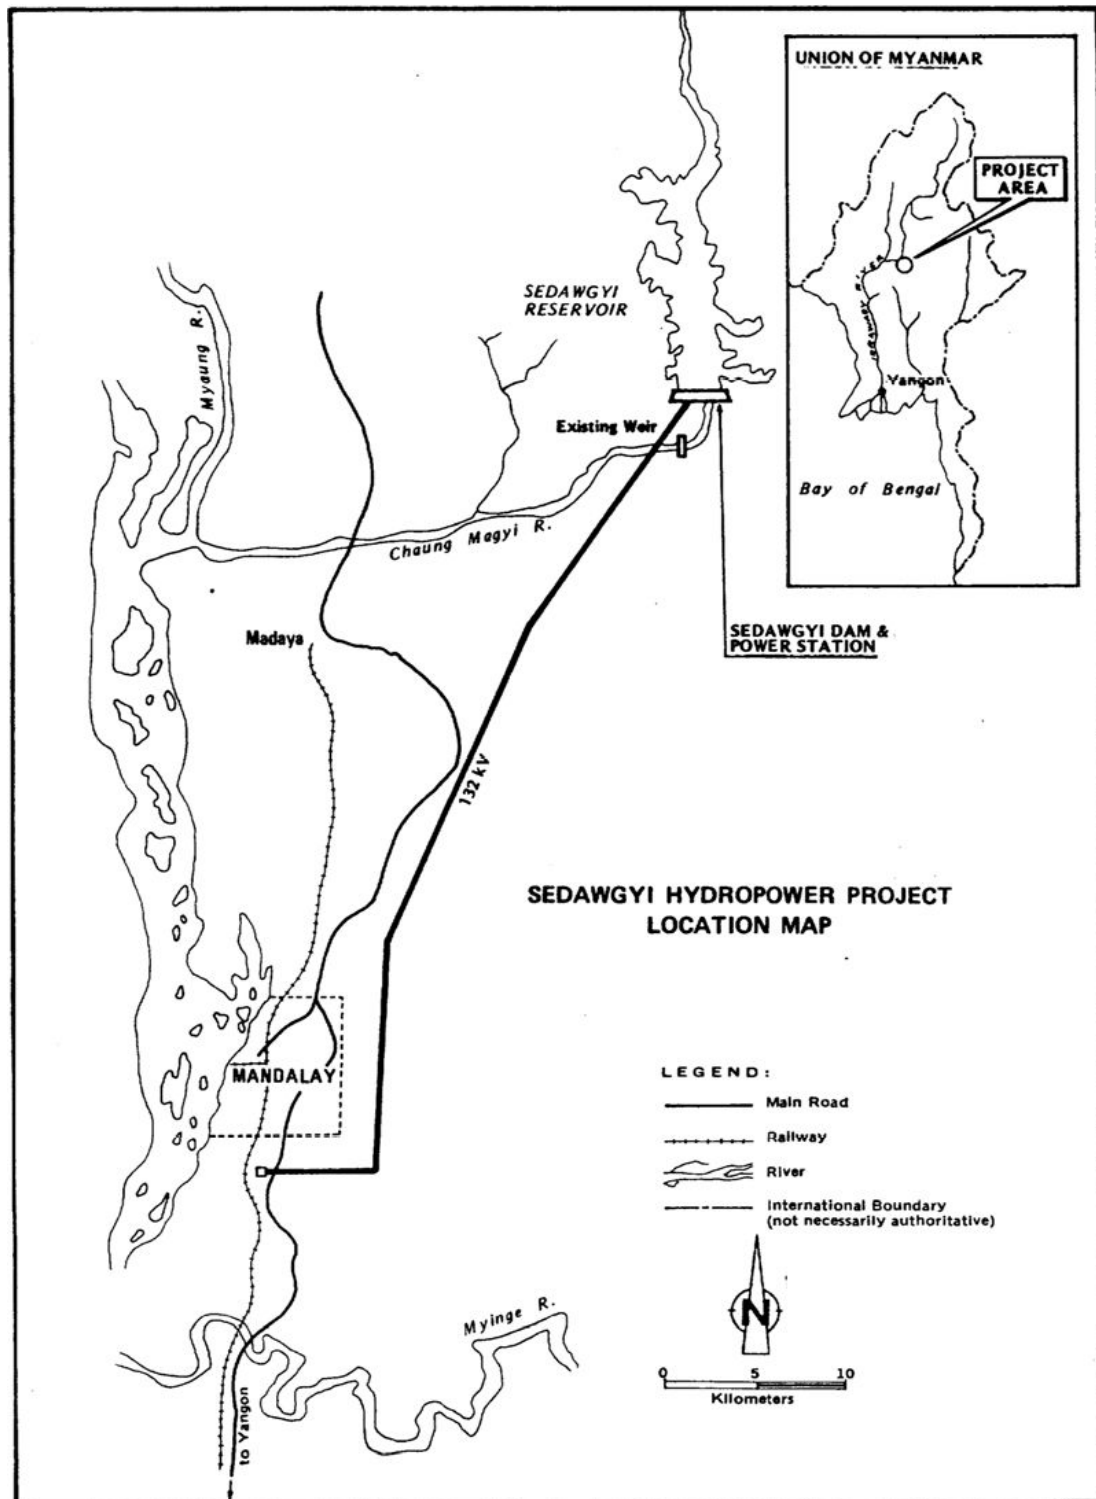 UNION OF MYANMAR
PROJECT
AREA
IRRAWADY RIVER
Yangon
Bay of Bengal
Myaung R.
SEDAWGYI
RESERVOIR
Existing Weir
Chaung Magyi R.
SEDAWGYI DAM &
POWER STATION
Madaya
132 kV
SEDAWGYI HYDROPOWER PROJECT
LOCATION MAP
MANDALAY
LEGEND:
Main Road
Railway
River
International Boundary
(not necessarily authoritative)
N
0 5 10
Kilometers
Myinge R.
to Yangon